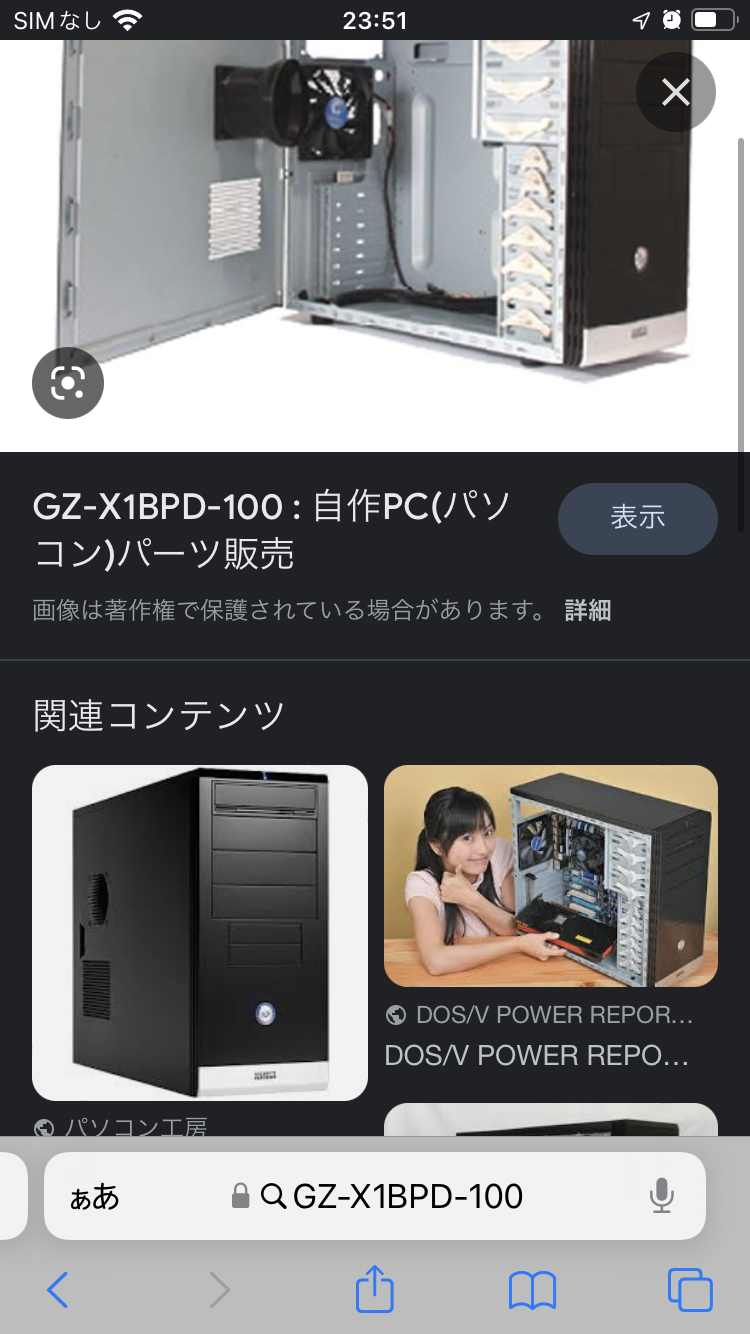 SIMなし
23:51
GZ-X1BPD-100 : 自作PC(パソ
コン)パーツ販売
表示
画像は著作権で保護されている場合があります。 詳細
関連コンテンツ
DOS/V POWER REPOR...
DOS/V POWER REPO...
パソコン工房
ぁあ
GZ-X1BPD-100